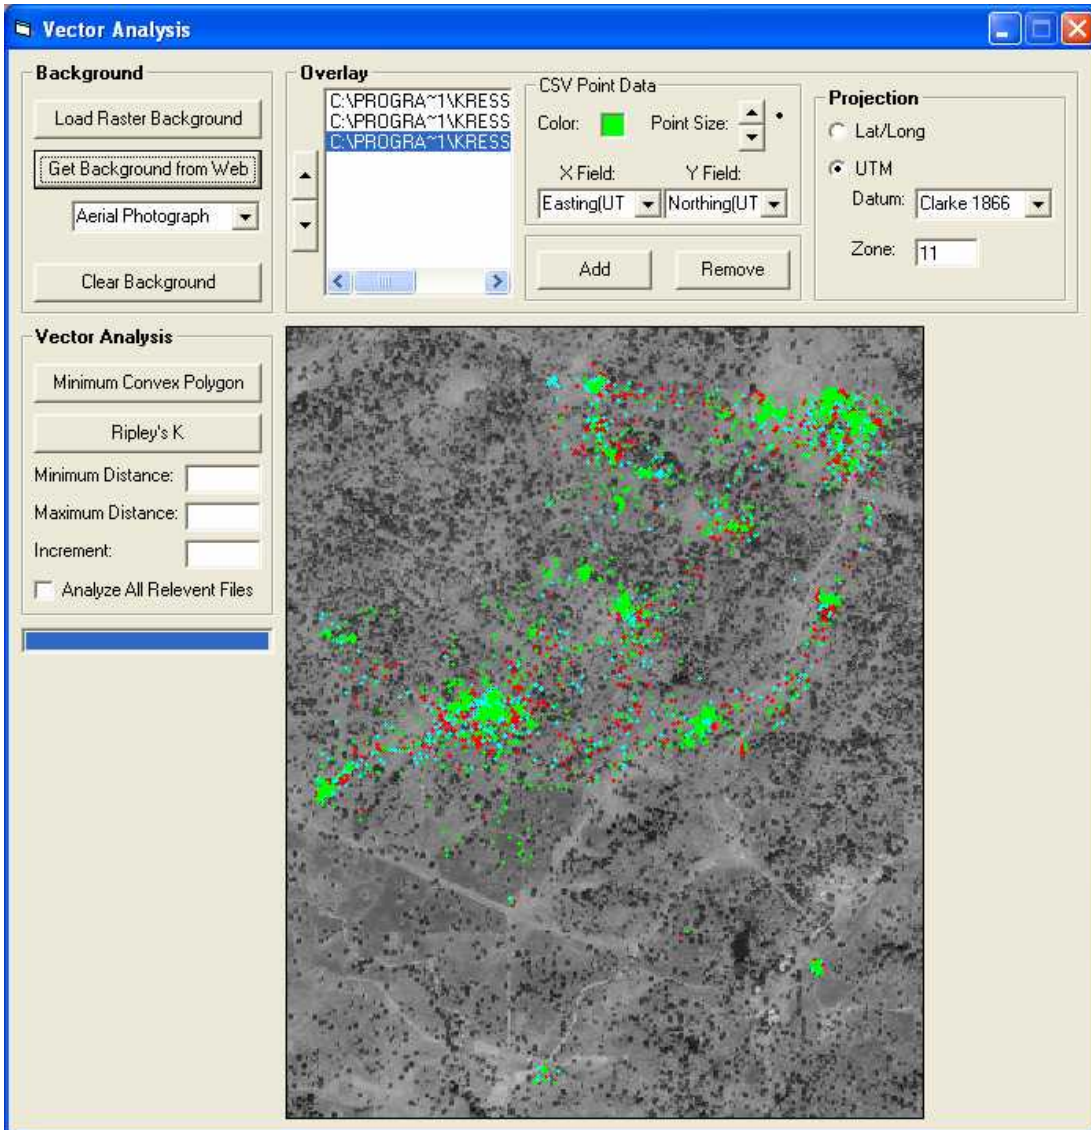 Vector Analysis
Background
Load Raster Background
Get Background from Web
Aerial Photograph
Clear Background
Overlay
C:\PROGRA~1\KRESS
C:\PROGRA~1\KRESS
C:\PROGRA~1\KRESS
CSV Point Data
Color:
Point Size:
X Field:
Y Field:
Easting(UT
Northing(UT
Add
Remove
Projection
Lat/Long
UTM
Datum:
Clarke 1866
Zone:
11
Vector Analysis
Minimum Convex Polygon
Ripley's K
Minimum Distance:
Maximum Distance:
Increment:
Analyze All Relevent Files